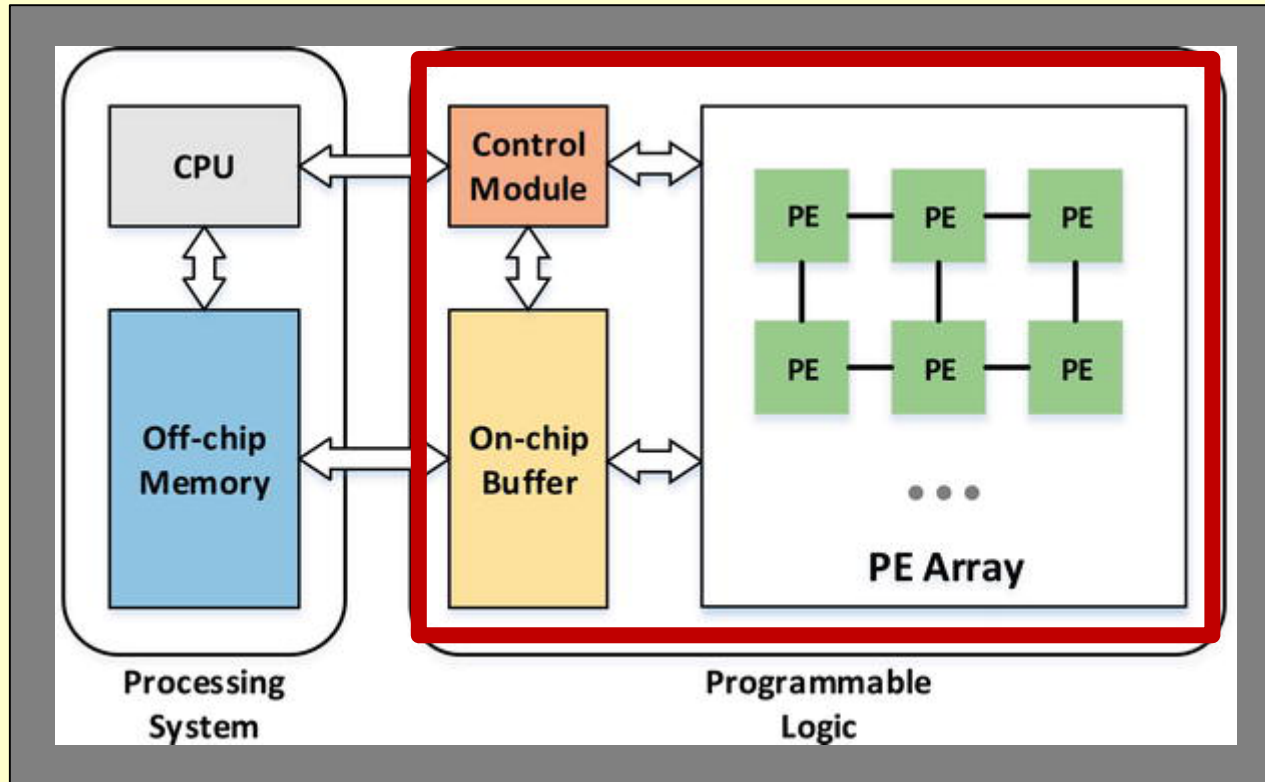 CPU
Control
Module
Off-chip
Memory
On-chip
Buffer
PE
PE
PE
PE
PE
PE
PE Array
Processing
System
Programmable
Logic